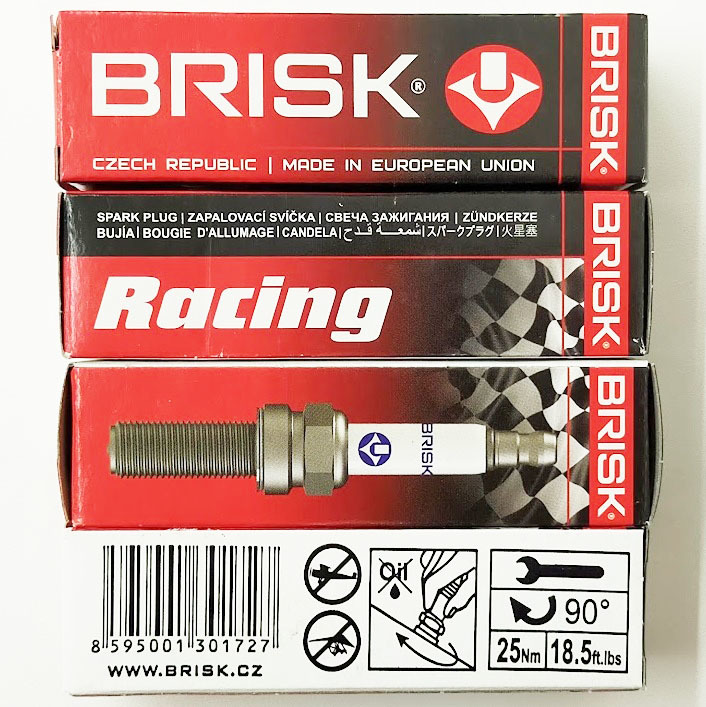 BRISK®
CZECH REPUBLIC | MADE IN EUROPEAN UNION
BRISK®
SPARK PLUG | ZAPALOVACÍ SVÍČKA | СВЕЧА ЗАЖИГАНИЯ | ZÜNDKERZE
BUJÍA | BOUGIE D'ALLUMAGE | CANDELA | شمعـة قدح | スパークプラグ | 火星塞
Racing
BRISK®
BRISK
BRISK®
8 595001 301727
WWW.BRISK.CZ
Oil
90°
25Nm
18.5ft.lbs